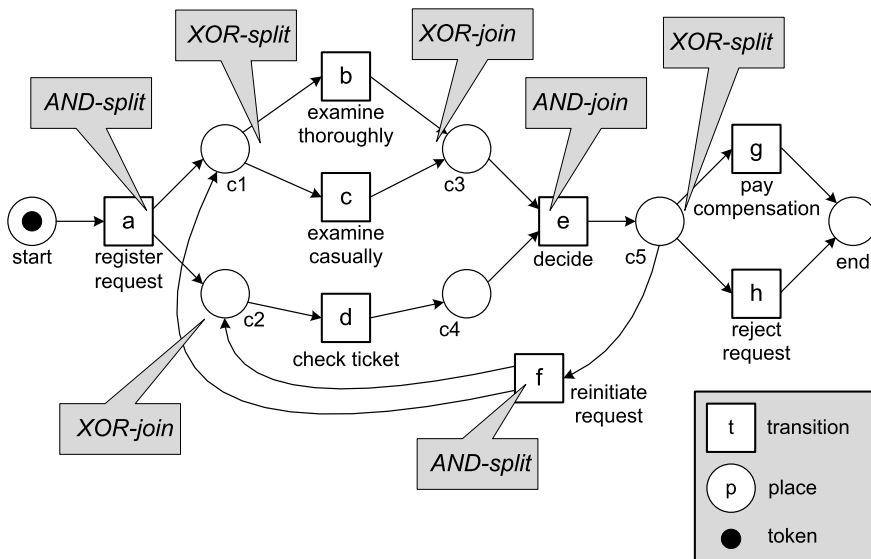 XOR-split
XOR-join
XOR-split
AND-split
b
AND-join
examine
thoroughly
g
pay
compensation
c1
c3
a
c
e
start
register
request
examine
casually
decide
c5
end
c2
d
c4
h
check ticket
reject
request
f
reinitiate
request
XOR-join
AND-split
t
transition
p
place
token